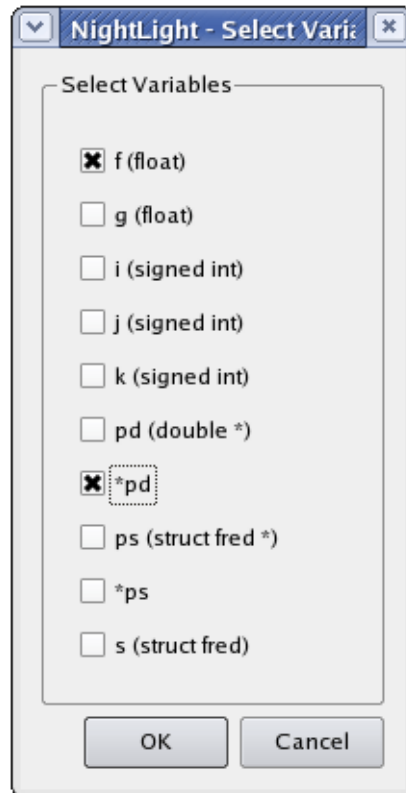 NightLight - Select Varia
Select Variables
f (float)
g (float)
i (signed int)
j (signed int)
k (signed int)
pd (double *)
*pd
ps (struct fred *)
*ps
s (struct fred)
OK Cancel